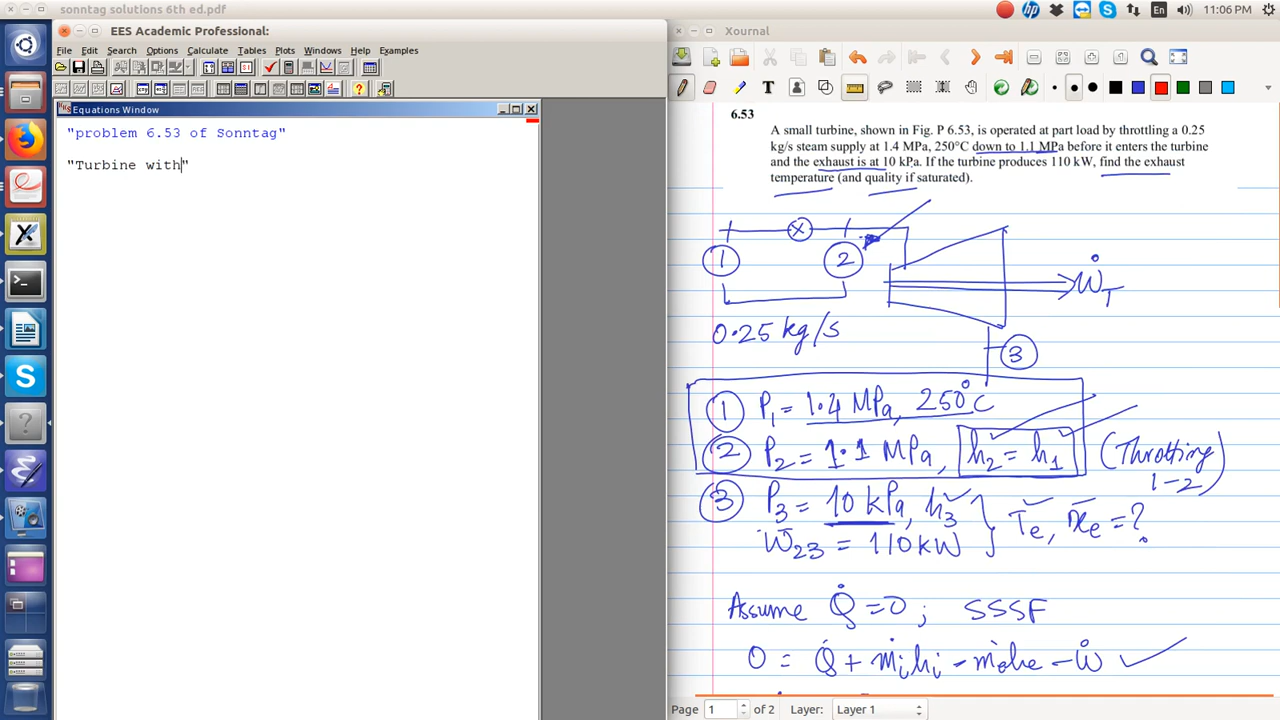 sonntag solutions 6th ed.pdf
En
11:06 PM
EES Academic Professional:
Xournal
File Edit Search Options Calculate Tables Plots Windows Help Examples
Equations Window
"problem 6.53 of Sonntag"
"Turbine with"
6.53
A small turbine, shown in Fig. P 6.53, is operated at part load by throttling a 0.25
kg/s steam supply at 1.4 MPa, 250°C down to 1.1 MPa before it enters the turbine
and the exhaust is at 10 kPa. If the turbine produces 110 kW, find the exhaust
temperature (and quality if saturated).
1 2
Ẇ_T
0.25 kg/s
3
1 P₁ = 1.4 MPa, 250°C
2 P₂ = 1.1 MPa, h₂ = h₁ (Throttling
1-2)
3 P₃ = 10 kPa, h₃ } Te, xe = ?
Ẇ₂₃ = 110 kW
Assume Q̇ = 0 ; SSSF
0 = Q̇ + ṁihi - ṁehe - Ẇ
Page 1 of 2 Layer: Layer 1